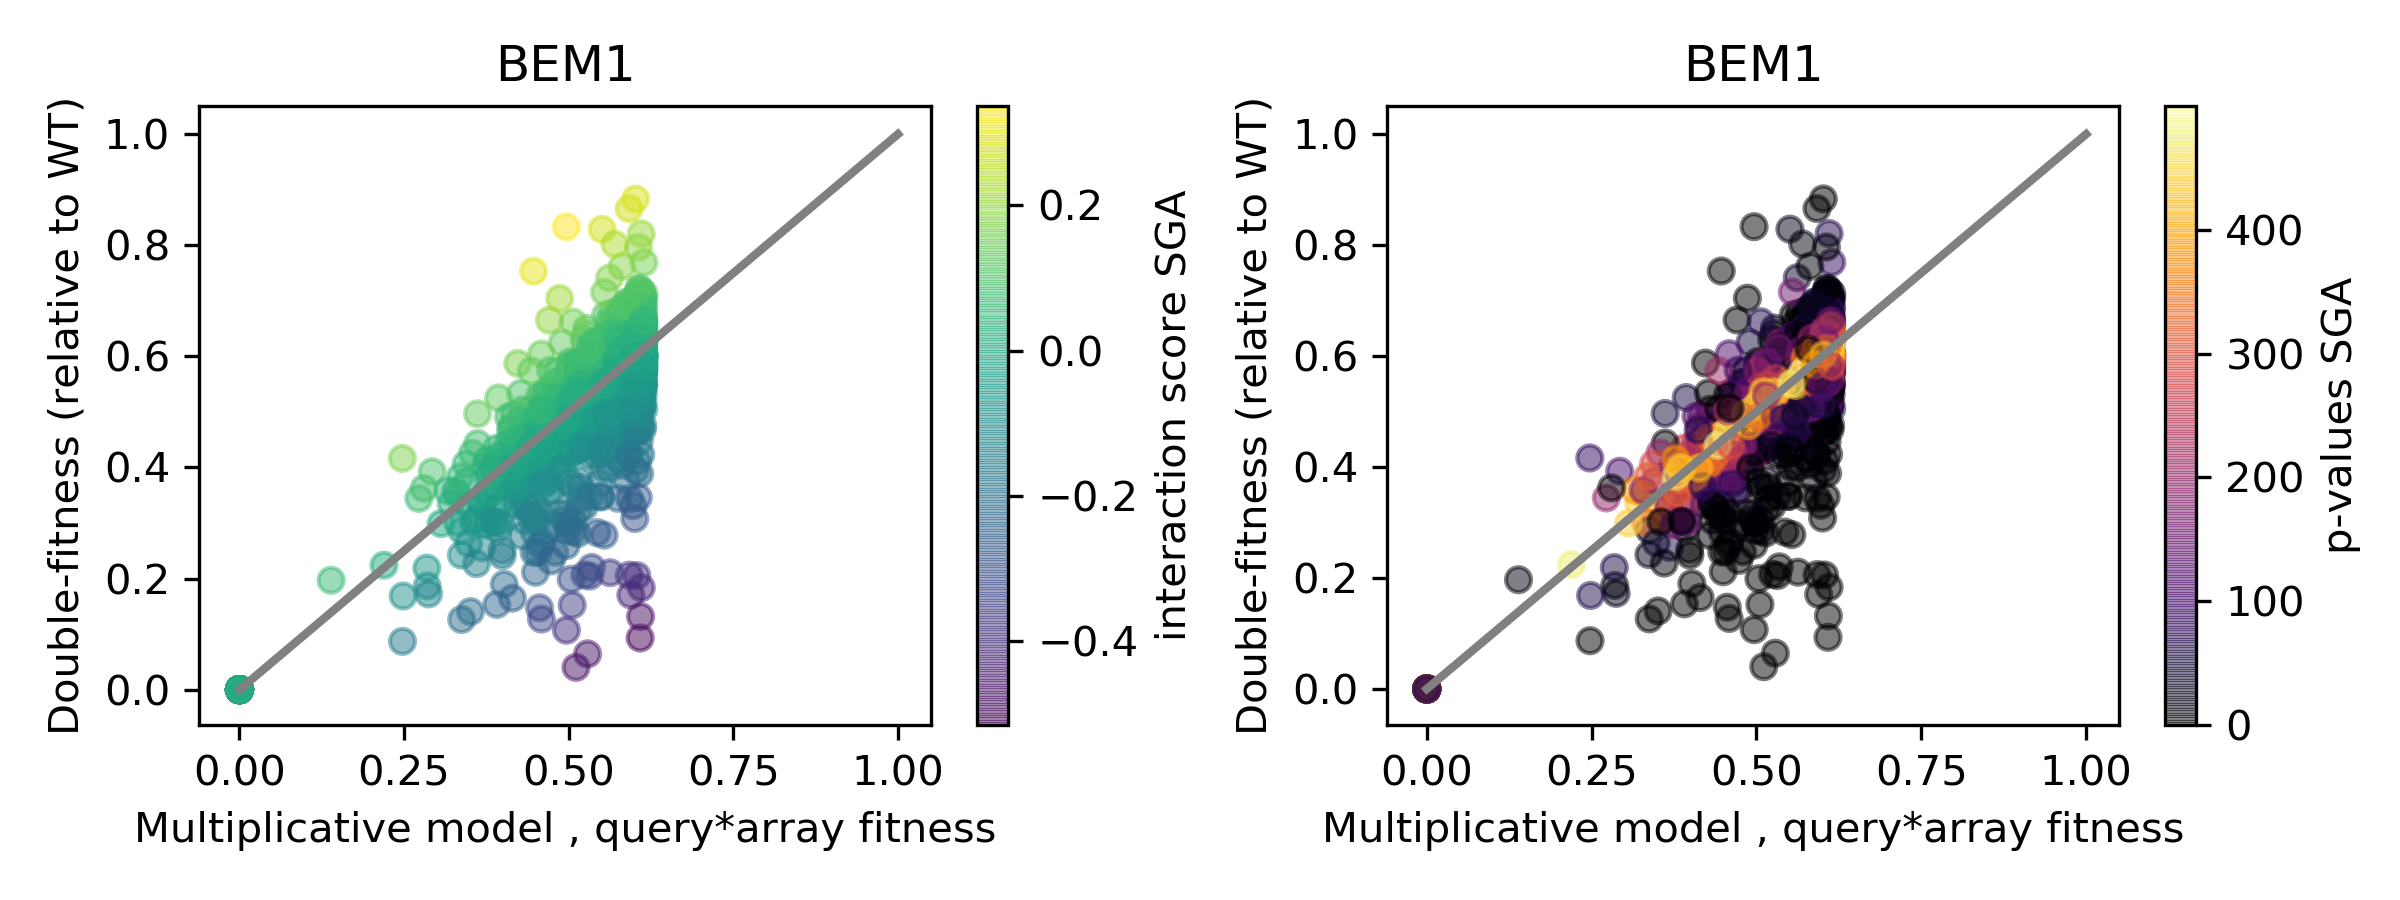 BEM1
Double-fitness (relative to WT)
1.0
0.8
0.6
0.4
0.2
0.0
0.00 0.25 0.50 0.75 1.00
Multiplicative model , query*array fitness
0.2
0.0
−0.2
−0.4
interaction score SGA
BEM1
Double-fitness (relative to WT)
1.0
0.8
0.6
0.4
0.2
0.0
0.00 0.25 0.50 0.75 1.00
Multiplicative model , query*array fitness
400
300
200
100
0
p-values SGA